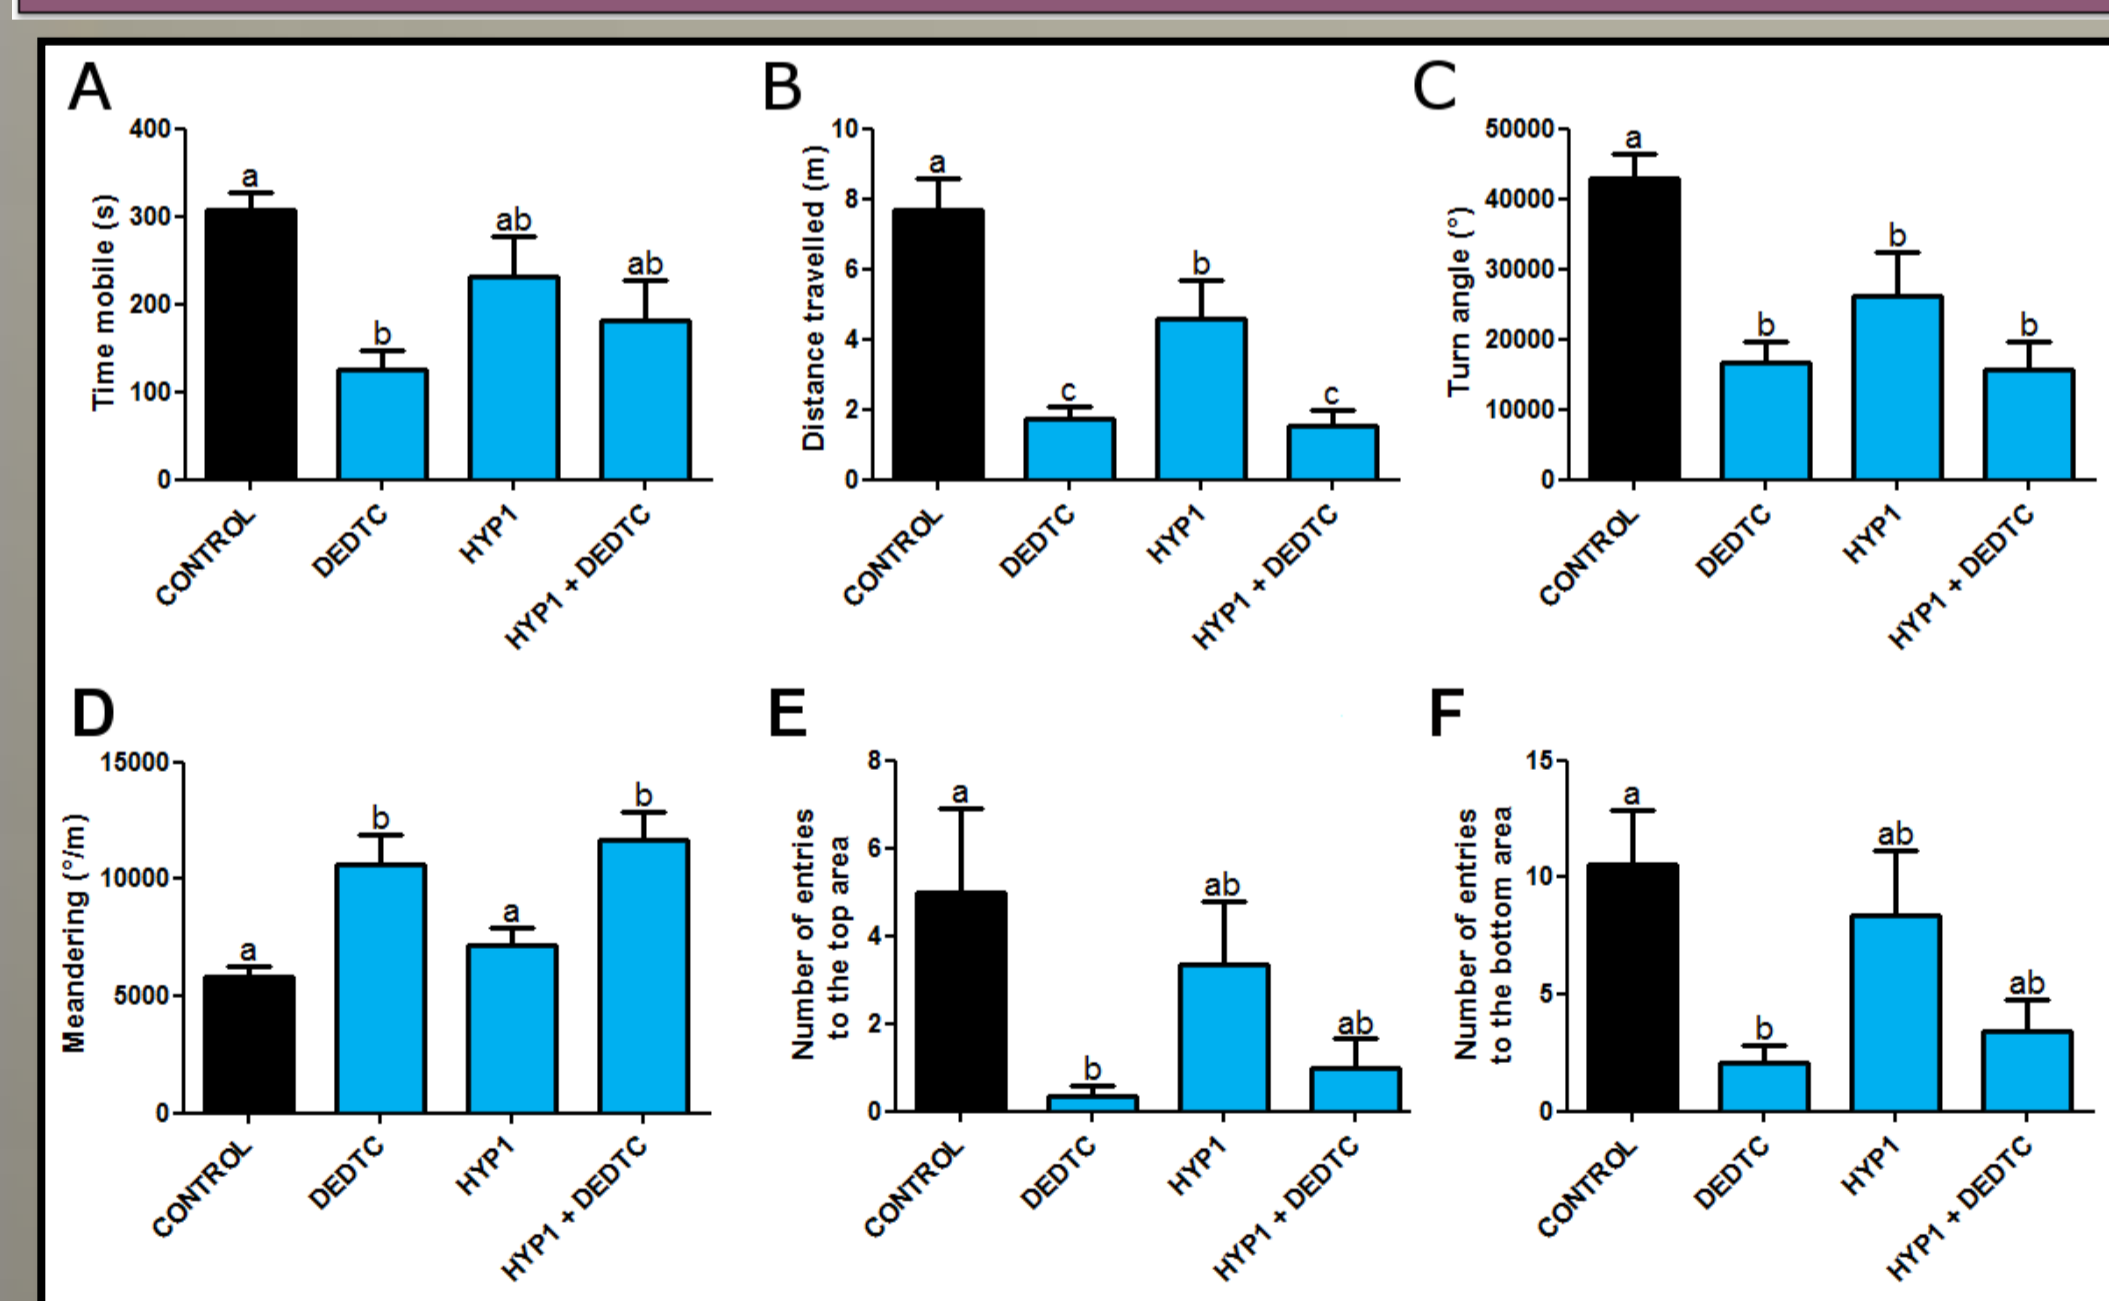 A
Time mobile (s)
400
300
200
100
0
a
b
ab
ab
CONTROL
DEDTC
HYP1
HYP1 + DEDTC
B
Distance travelled (m)
10
8
6
4
2
0
a
c
b
c
CONTROL
DEDTC
HYP1
HYP1 + DEDTC
C
Turn angle (°)
50000
40000
30000
20000
10000
0
a
b
b
b
CONTROL
DEDTC
HYP1
HYP1 + DEDTC
D
Meandering (°/m)
15000
10000
5000
0
a
b
a
b
CONTROL
DEDTC
HYP1
HYP1 + DEDTC
E
Number of entries
to the top area
8
6
4
2
0
a
b
ab
ab
CONTROL
DEDTC
HYP1
HYP1 + DEDTC
F
Number of entries
to the bottom area
15
10
5
0
a
b
ab
ab
CONTROL
DEDTC
HYP1
HYP1 + DEDTC